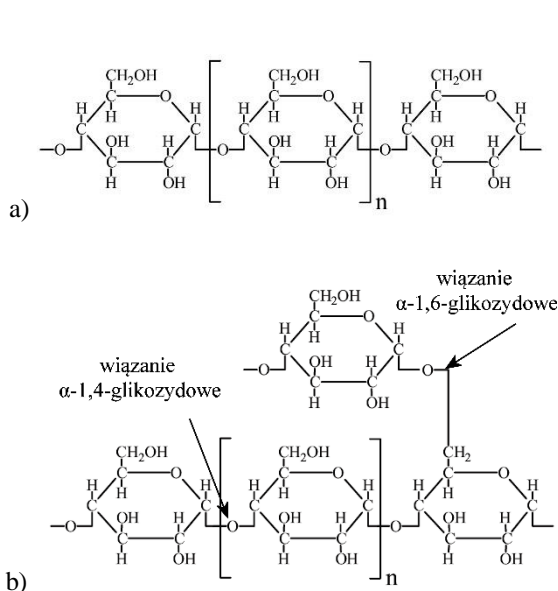 CH₂OH CH₂OH CH₂OH
C O C O C O
H H H H H H H H H
C C C C C C
OH H OH H OH H
O C C O C C O C C
H OH H OH H OH
n
a)
wiązanie
α-1,6-glikozydowe
CH₂OH
C O
H H H
wiązanie
α-1,4-glikozydowe
C C
OH H
O C C O
H OH
CH₂OH CH₂OH CH₂
C O C O C O
H H H H H H H H H
C C C C C C
OH H OH H OH H
O C C O C C O C C
H OH H OH H OH
n
b)